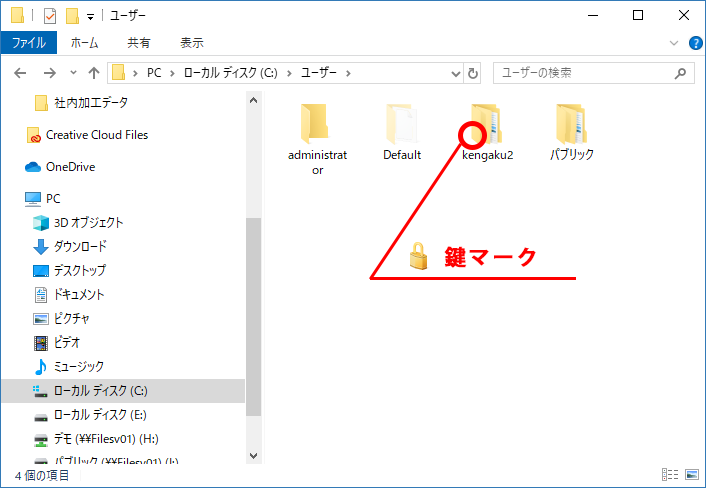 ユーザー
ファイル ホーム 共有 表示
PC ローカル ディスク (C:) ユーザー
ユーザーの検索
社内加工データ
Creative Cloud Files
OneDrive
PC
3D オブジェクト
ダウンロード
デスクトップ
ドキュメント
ピクチャ
ビデオ
ミュージック
ローカル ディスク (C:)
ローカル ディスク (E:)
デモ (¥¥Filesv01) (H:)
パブリック (¥¥Filesv01) (I:)
administrat
or
Default
kengaku2
パブリック
鍵マーク
4 個の項目